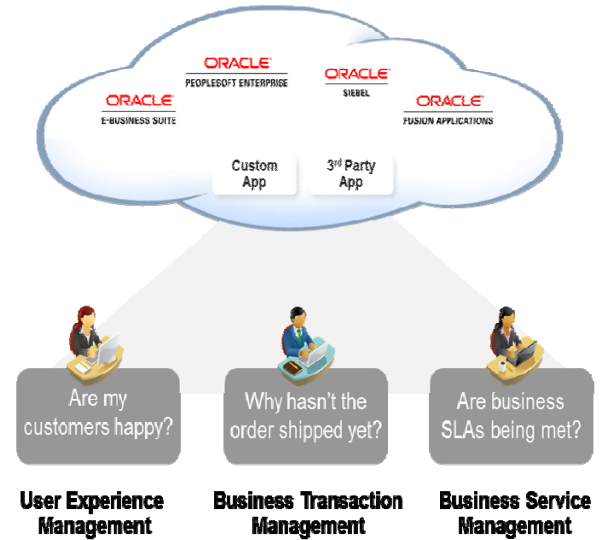 ORACLE
PEOPLESOFT ENTERPRISE
ORACLE
SIEBEL
ORACLE
E-BUSINESS SUITE
ORACLE
FUSION APPLICATIONS
Custom
App
3rd Party
App
Are my
customers happy?
Why hasn't the
order shipped yet?
Are business
SLAs being met?
User Experience
Management
Business Transaction
Management
Business Service
Management